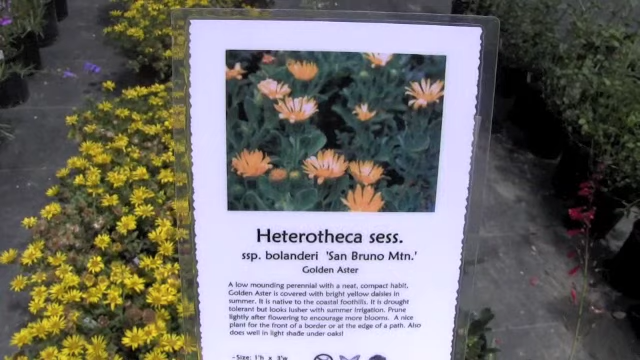 Heterotheca sess.
ssp. bolanderi 'San Bruno Mtn.'
Golden Aster
A low mounding perennial with a neat, compact habit,
Golden Aster is covered with bright yellow daisies in
summer. It is native to the coastal foothills. It is drought
tolerant but looks lusher with summer irrigation. Prune
lightly after flowering to encourage more blooms. A nice
plant for the front of a border or at the edge of a path. Also
does well in light shade under oaks!
~Size: 1'h x 3'w